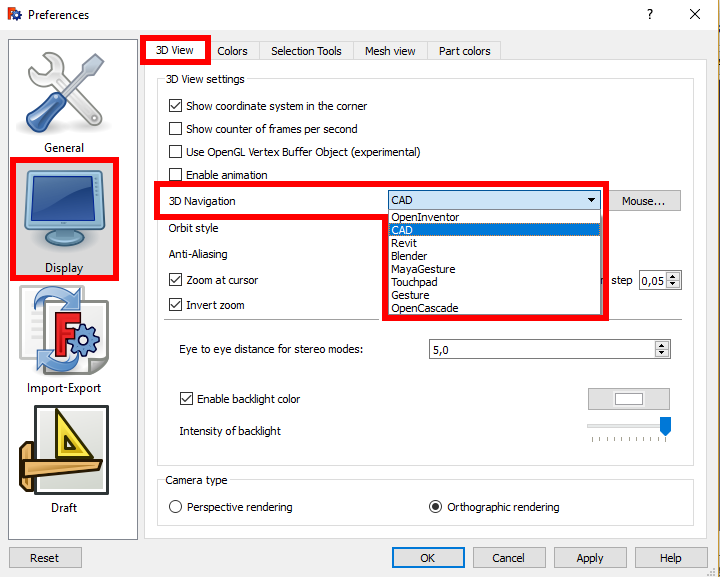 Preferences
?
3D View Colors Selection Tools Mesh view Part colors
3D View settings
Show coordinate system in the corner
Show counter of frames per second
General
Use OpenGL Vertex Buffer Object (experimental)
Enable animation
3D Navigation CAD Mouse...
OpenInventor
Orbit style CAD
Revit
Anti-Aliasing Blender
Display MayaGesture
Zoom at cursor Touchpad step 0,05
Gesture
Invert zoom OpenCascade
Eye to eye distance for stereo modes: 5,0
Import-Export
Enable backlight color
Intensity of backlight
Camera type
Draft
Perspective rendering Orthographic rendering
Reset OK Cancel Apply Help